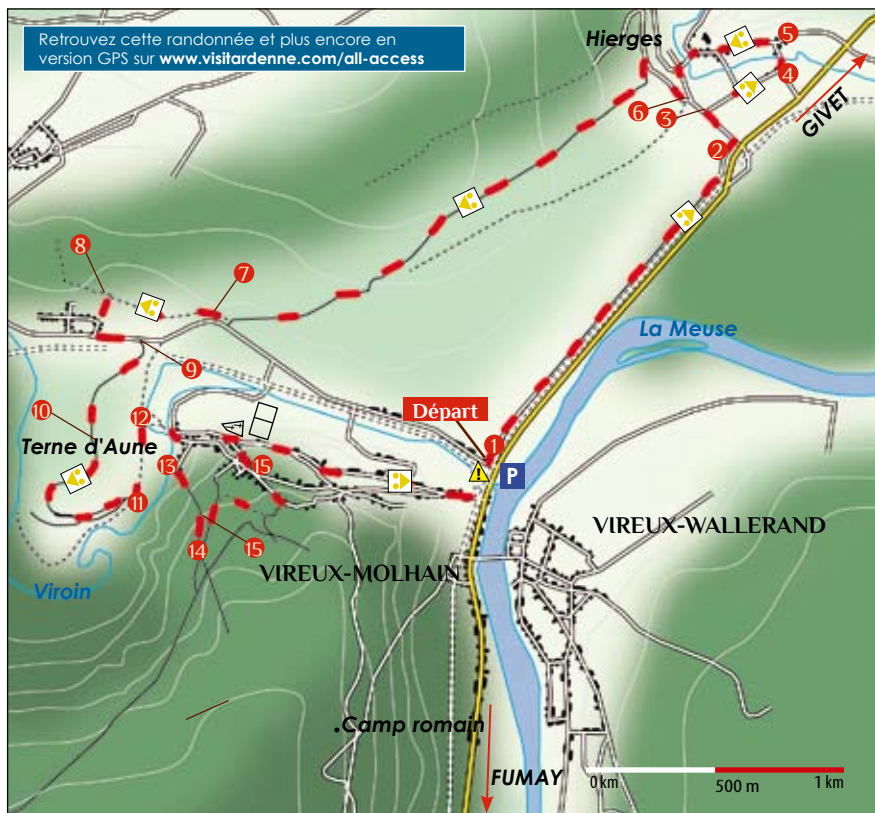 Retrouvez cette randonnée et plus encore en
version GPS sur www.visitardenne.com/all-access
Hierges
5
4
6
3
GIVET
2
8
7
La Meuse
9
Départ
10
12
1
Terne d'Aune
13
15
P
11
VIREUX-WALLERAND
14
15
VIREUX-MOLHAIN
Viroin
.Camp romain
FUMAY
0 km
500 m
1 km